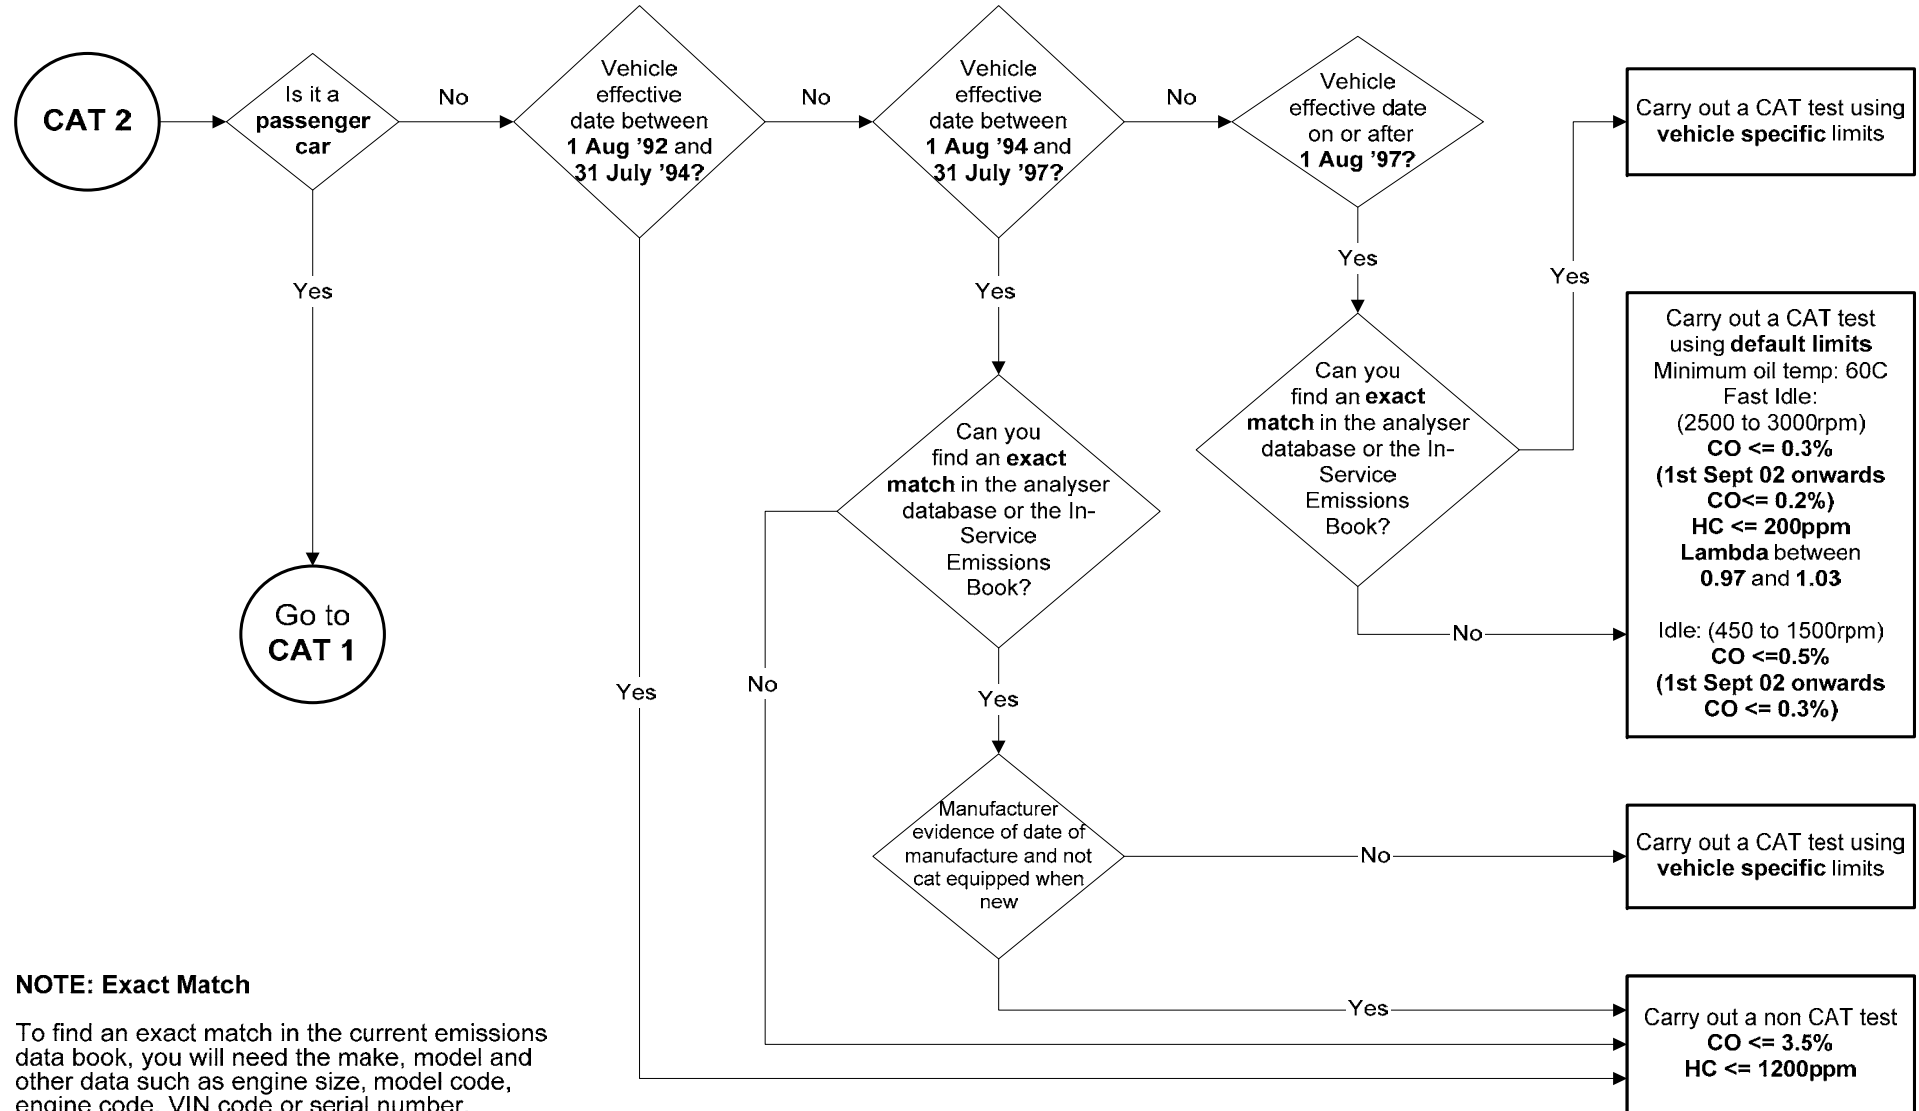 CAT 2
Is it a
passenger
car
No
Vehicle
effective
date between
1 Aug ’92 and
31 July ’94?
No
Vehicle
effective
date between
1 Aug ’94 and
31 July ’97?
No
Vehicle
effective date
on or after
1 Aug ’97?
Carry out a CAT test using
vehicle specific limits
Yes
Yes
Yes
Yes
Carry out a CAT test
using default limits
Minimum oil temp: 60C
Fast Idle:
(2500 to 3000rpm)
CO <= 0.3%
(1st Sept 02 onwards
CO<= 0.2%)
HC <= 200ppm
Lambda between
0.97 and 1.03
Idle: (450 to 1500rpm)
CO <=0.5%
(1st Sept 02 onwards
CO <= 0.3%)
Can you
find an exact
match in the analyser
database or the In-
Service
Emissions
Book?
Can you
find an exact
match in the analyser
database or the In-
Service
Emissions
Book?
Go to
CAT 1
No
Yes
No
Yes
Manufacturer
evidence of date of
manufacture and not
cat equipped when
new
No
Carry out a CAT test using
vehicle specific limits
Yes
Carry out a non CAT test
CO <= 3.5%
HC <= 1200ppm
NOTE: Exact Match
To find an exact match in the current emissions
data book, you will need the make, model and
other data such as engine size, model code,
engine code, VIN code or serial number.